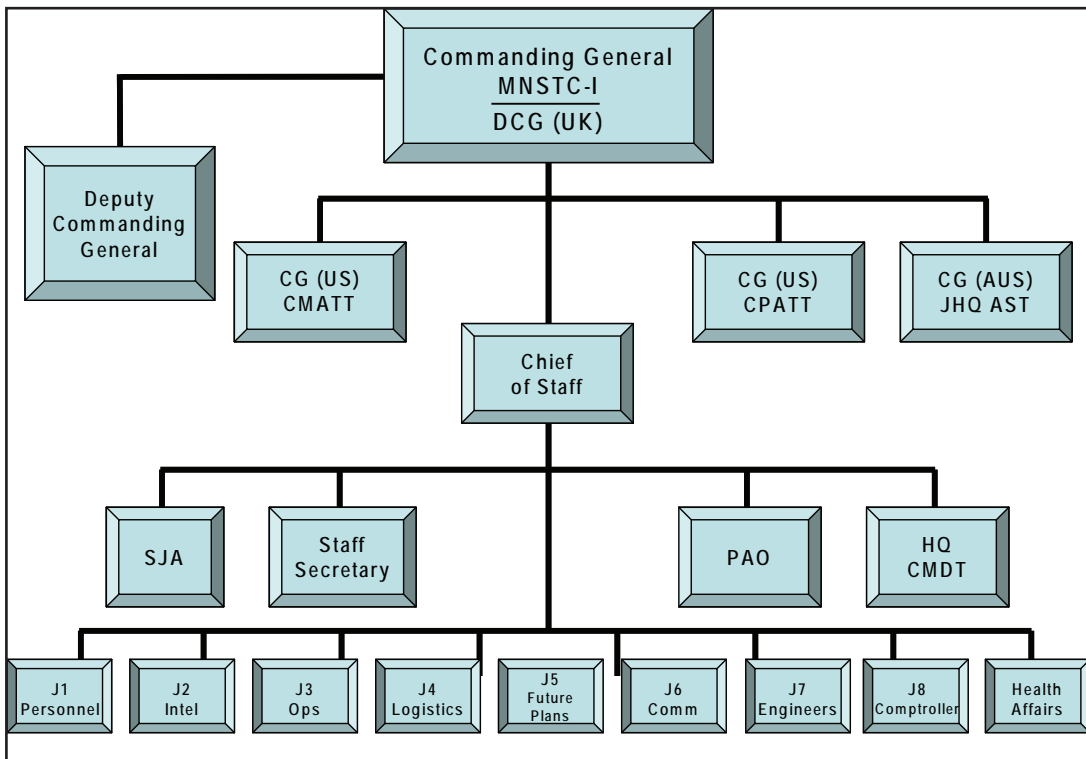 Commanding General
MNSTC-I
DCG (UK)
Deputy
Commanding
General
CG (US)
CMATT
CG (US)
CPATT
CG (AUS)
JHQ AST
Chief
of Staff
SJA
Staff
Secretary
PAO
HQ
CMDT
J1
Personnel
J2
Intel
J3
Ops
J4
Logistics
J5
Future
Plans
J6
Comm
J7
Engineers
J8
Comptroller
Health
Affairs